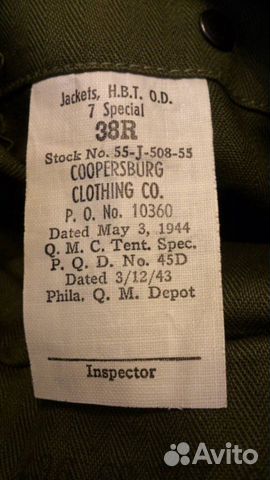 Jackets, H.B.T. O.D.
7 Special
38R
Stock No. 55-J-508-55
COOPERSBURG
CLOTHING CO.
P. O. No. 10360
Dated May 3, 1944
Q. M. C. Tent. Spec.
P. Q. D. No. 45D
Dated 3/12/43
Phila. Q. M. Depot
Inspector
Avito